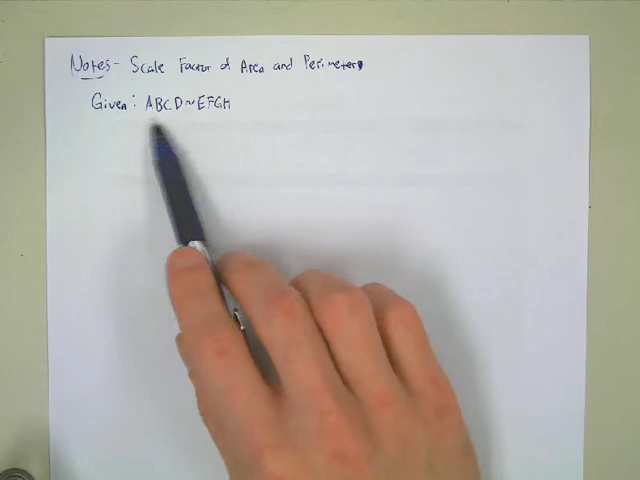 Notes- Scale Factor of Area and Perimeter
Given: ABCD~EFGH